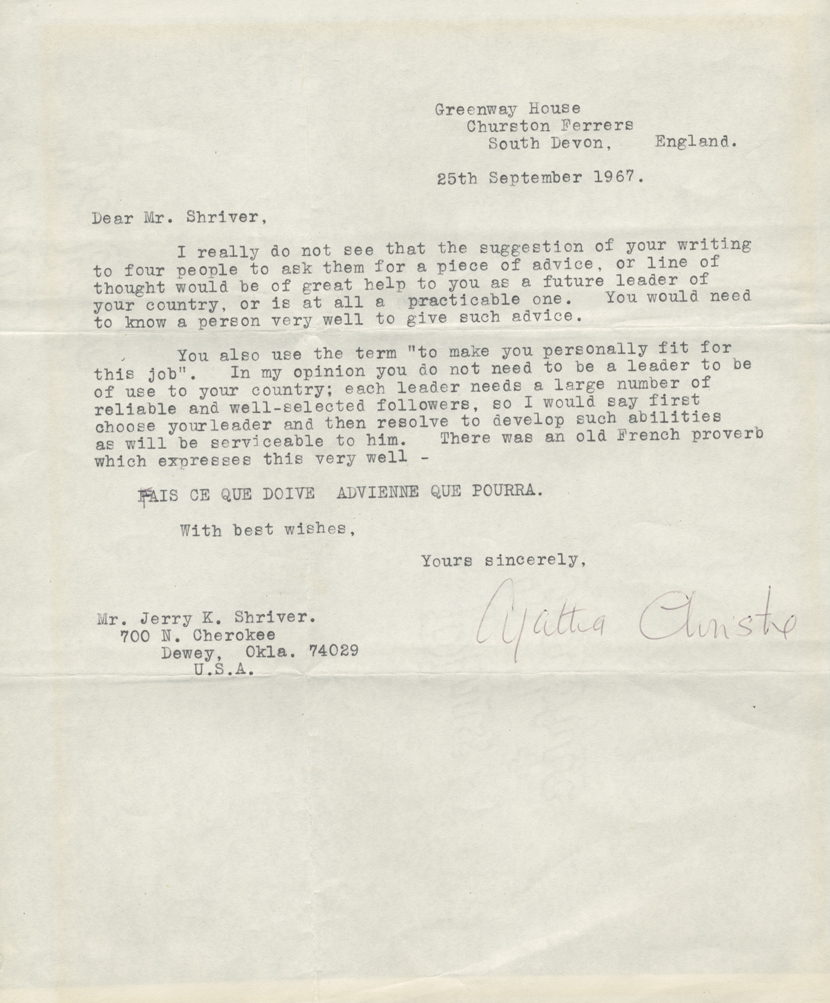 Greenway House
Churston Ferrers
South Devon, England.
25th September 1967.
Dear Mr. Shriver,
I really do not see that the suggestion of your writing
to four people to ask them for a piece of advice, or line of
thought would be of great help to you as a future leader of
your country, or is at all a practicable one. You would need
to know a person very well to give such advice.
You also use the term "to make you personally fit for
this job". In my opinion you do not need to be a leader to be
of use to your country; each leader needs a large number of
reliable and well-selected followers, so I would say first
choose yourleader and then resolve to develop such abilities
as will be serviceable to him. There was an old French proverb
which expresses this very well -
FAIS CE QUE DOIVE ADVIENNE QUE POURRA.
With best wishes,
Yours sincerely,
Agatha Christie
Mr. Jerry K. Shriver.
700 N. Cherokee
Dewey, Okla. 74029
U.S.A.